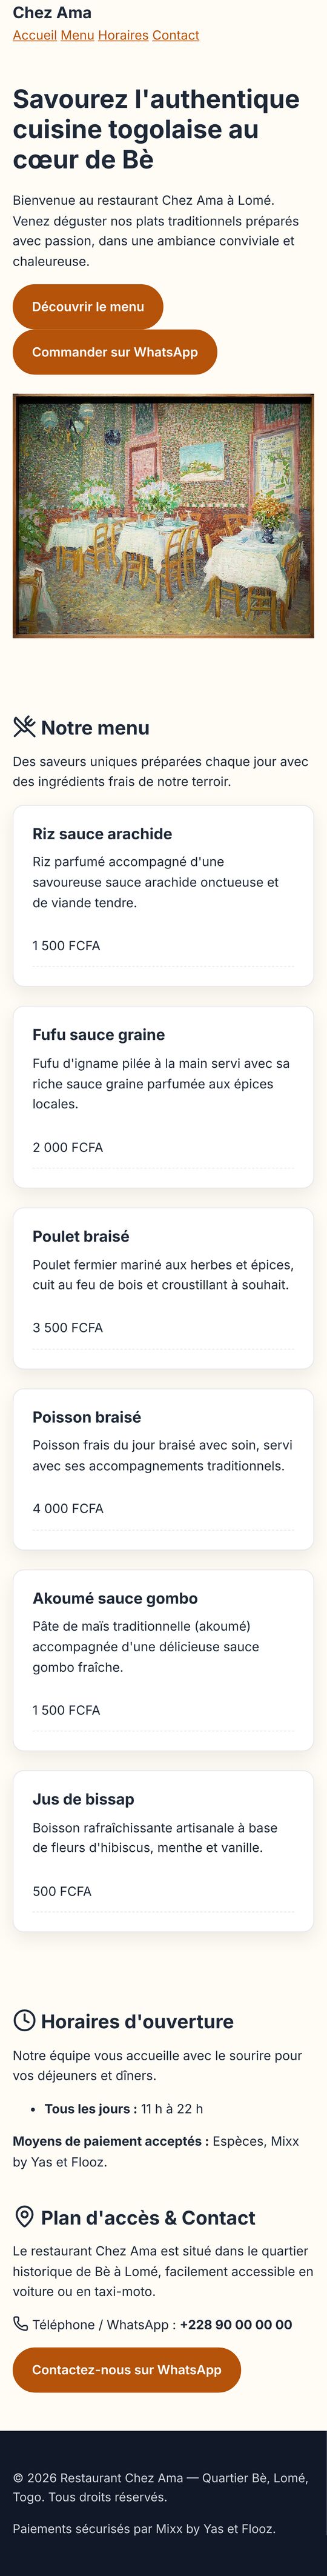 Chez Ama
Accueil Menu Horaires Contact
Savourez l'authentique
cuisine togolaise au
cœur de Bè
Bienvenue au restaurant Chez Ama à Lomé.
Venez déguster nos plats traditionnels préparés
avec passion, dans une ambiance conviviale et
chaleureuse.
Découvrir le menu
Commander sur WhatsApp
Notre menu
Des saveurs uniques préparées chaque jour avec
des ingrédients frais de notre terroir.
Riz sauce arachide
Riz parfumé accompagné d'une
savoureuse sauce arachide onctueuse et
de viande tendre.
1 500 FCFA
Fufu sauce graine
Fufu d'igname pilée à la main servi avec sa
riche sauce graine parfumée aux épices
locales.
2 000 FCFA
Poulet braisé
Poulet fermier mariné aux herbes et épices,
cuit au feu de bois et croustillant à souhait.
3 500 FCFA
Poisson braisé
Poisson frais du jour braisé avec soin, servi
avec ses accompagnements traditionnels.
4 000 FCFA
Akoumé sauce gombo
Pâte de maïs traditionnelle (akoumé)
accompagnée d'une délicieuse sauce
gombo fraîche.
1 500 FCFA
Jus de bissap
Boisson rafraîchissante artisanale à base
de fleurs d'hibiscus, menthe et vanille.
500 FCFA
Horaires d'ouverture
Notre équipe vous accueille avec le sourire pour
vos déjeuners et dîners.
• Tous les jours : 11 h à 22 h
Moyens de paiement acceptés : Espèces, Mixx
by Yas et Flooz.
Plan d'accès & Contact
Le restaurant Chez Ama est situé dans le quartier
historique de Bè à Lomé, facilement accessible en
voiture ou en taxi-moto.
Téléphone / WhatsApp : +228 90 00 00 00
Contactez-nous sur WhatsApp
© 2026 Restaurant Chez Ama — Quartier Bè, Lomé,
Togo. Tous droits réservés.
Paiements sécurisés par Mixx by Yas et Flooz.